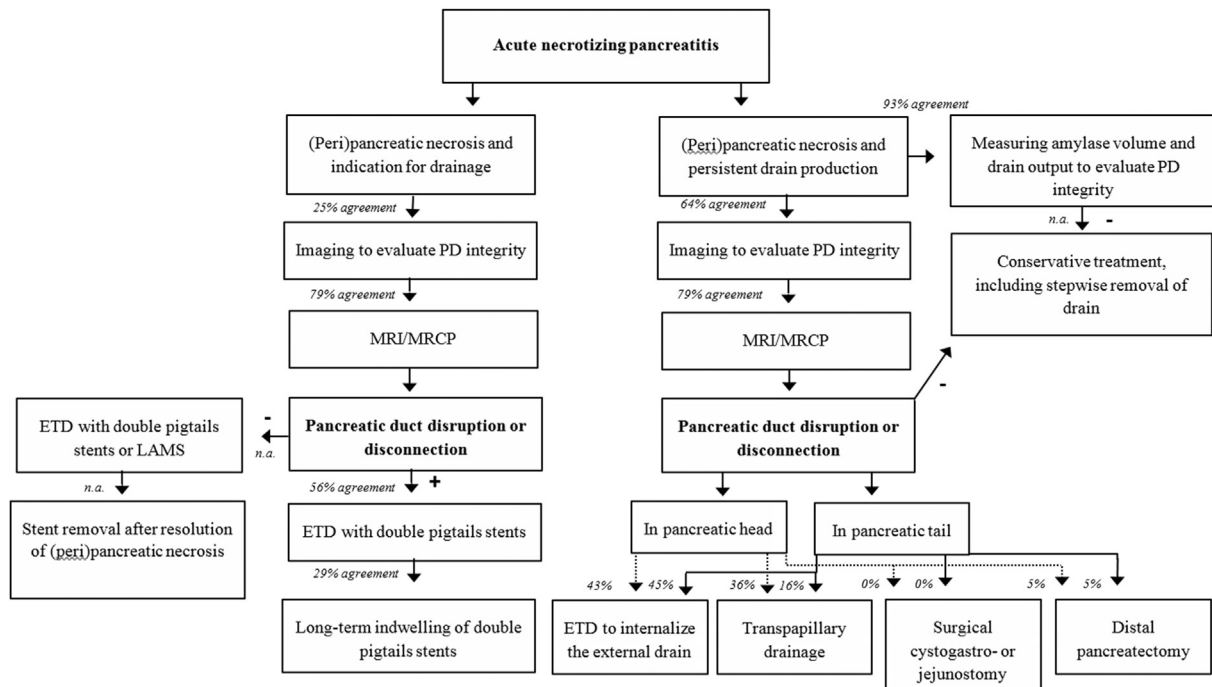 Acute necrotizing pancreatitis
93% agreement
(Peri)pancreatic necrosis and
indication for drainage
(Peri)pancreatic necrosis and
persistent drain production
Measuring amylase volume and
drain output to evaluate PD
integrity
25% agreement
64% agreement
n.a.
-
Imaging to evaluate PD integrity
Imaging to evaluate PD integrity
Conservative treatment,
including stepwise removal of
drain
79% agreement
79% agreement
MRI/MRCP
MRI/MRCP
-
ETD with double pigtails
stents or LAMS
-
n.a.
Pancreatic duct disruption or
disconnection
Pancreatic duct disruption or
disconnection
n.a.
56% agreement
+
Stent removal after resolution
of (peri)pancreatic necrosis
ETD with double pigtails stents
In pancreatic head
In pancreatic tail
29% agreement
43%
45%
36%
16%
0%
0%
5%
5%
Long-term indwelling of double
pigtails stents
ETD to internalize
the external drain
Transpapillary
drainage
Surgical
cystogastro- or
jejunostomy
Distal
pancreatectomy